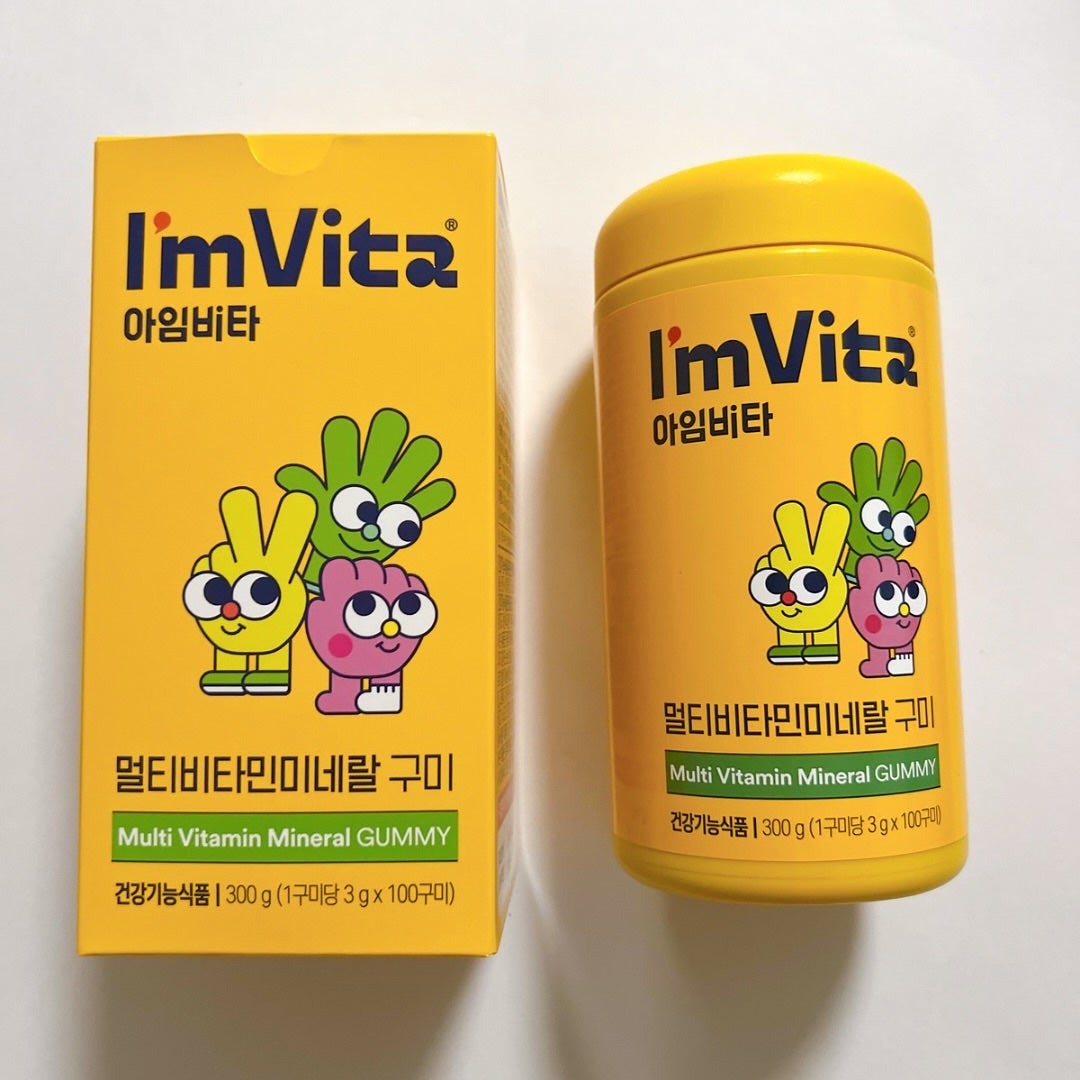 I'm Vita®
아임비타
멀티비타민미네랄 구미
Multi Vitamin Mineral GUMMY
건강기능식품 | 300 g (1구미당 3 g x 100구미)
I'm Vita®
아임비타
멀티비타민미네랄 구미
Multi Vitamin Mineral GUMMY
건강기능식품 | 300 g (1구미당 3 g x 100구미)